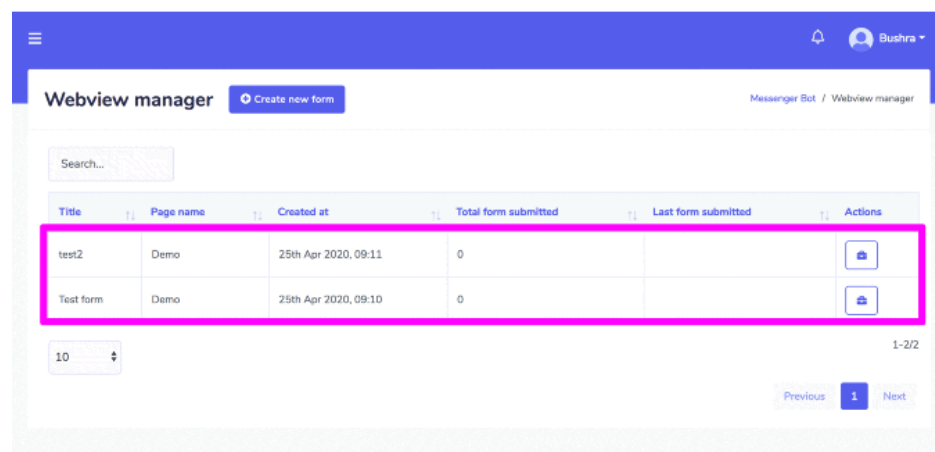 Bushra
Webview manager Create new form Messenger Bot / Webview manager
Search...
Title Page name Created at Total form submitted Last form submitted Actions
test2 Demo 25th Apr 2020, 09:11 0
Test form Demo 25th Apr 2020, 09:10 0
10 1-2/2
Previous 1 Next